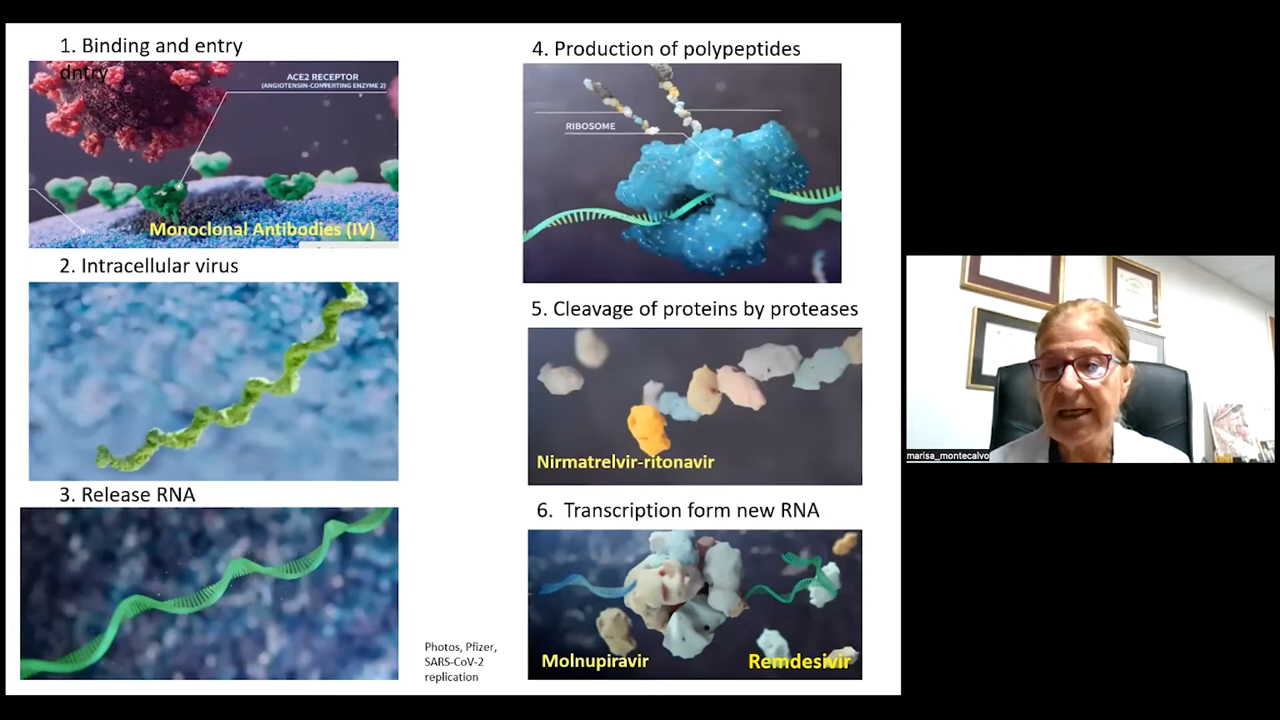 1. Binding and entry
dntry
ACE2 RECEPTOR
(ANGIOTENSIN-CONVERTING ENZYME 2)
Monoclonal Antibodies (IV)
2. Intracellular virus
3. Release RNA
Photos, Pfizer,
SARS-CoV-2
replication
4. Production of polypeptides
RIBOSOME
5. Cleavage of proteins by proteases
Nirmatrelvir-ritonavir
6. Transcription form new RNA
Molnupiravir
Remdesivir
marisa_montecalvo